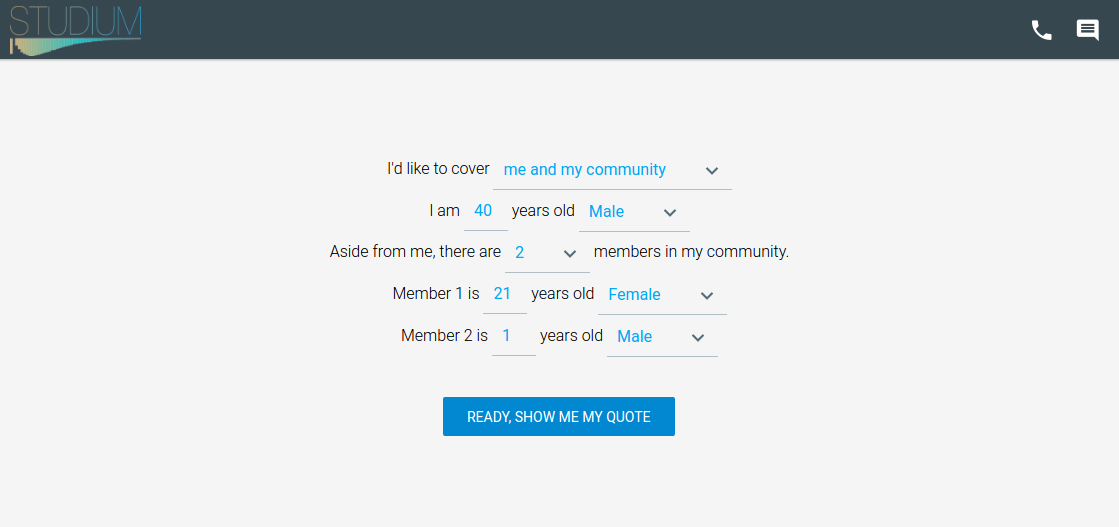 STUDIUM
I'd like to cover me and my community
I am 40 years old Male
Aside from me, there are 2 members in my community.
Member 1 is 21 years old Female
Member 2 is 1 years old Male
READY, SHOW ME MY QUOTE